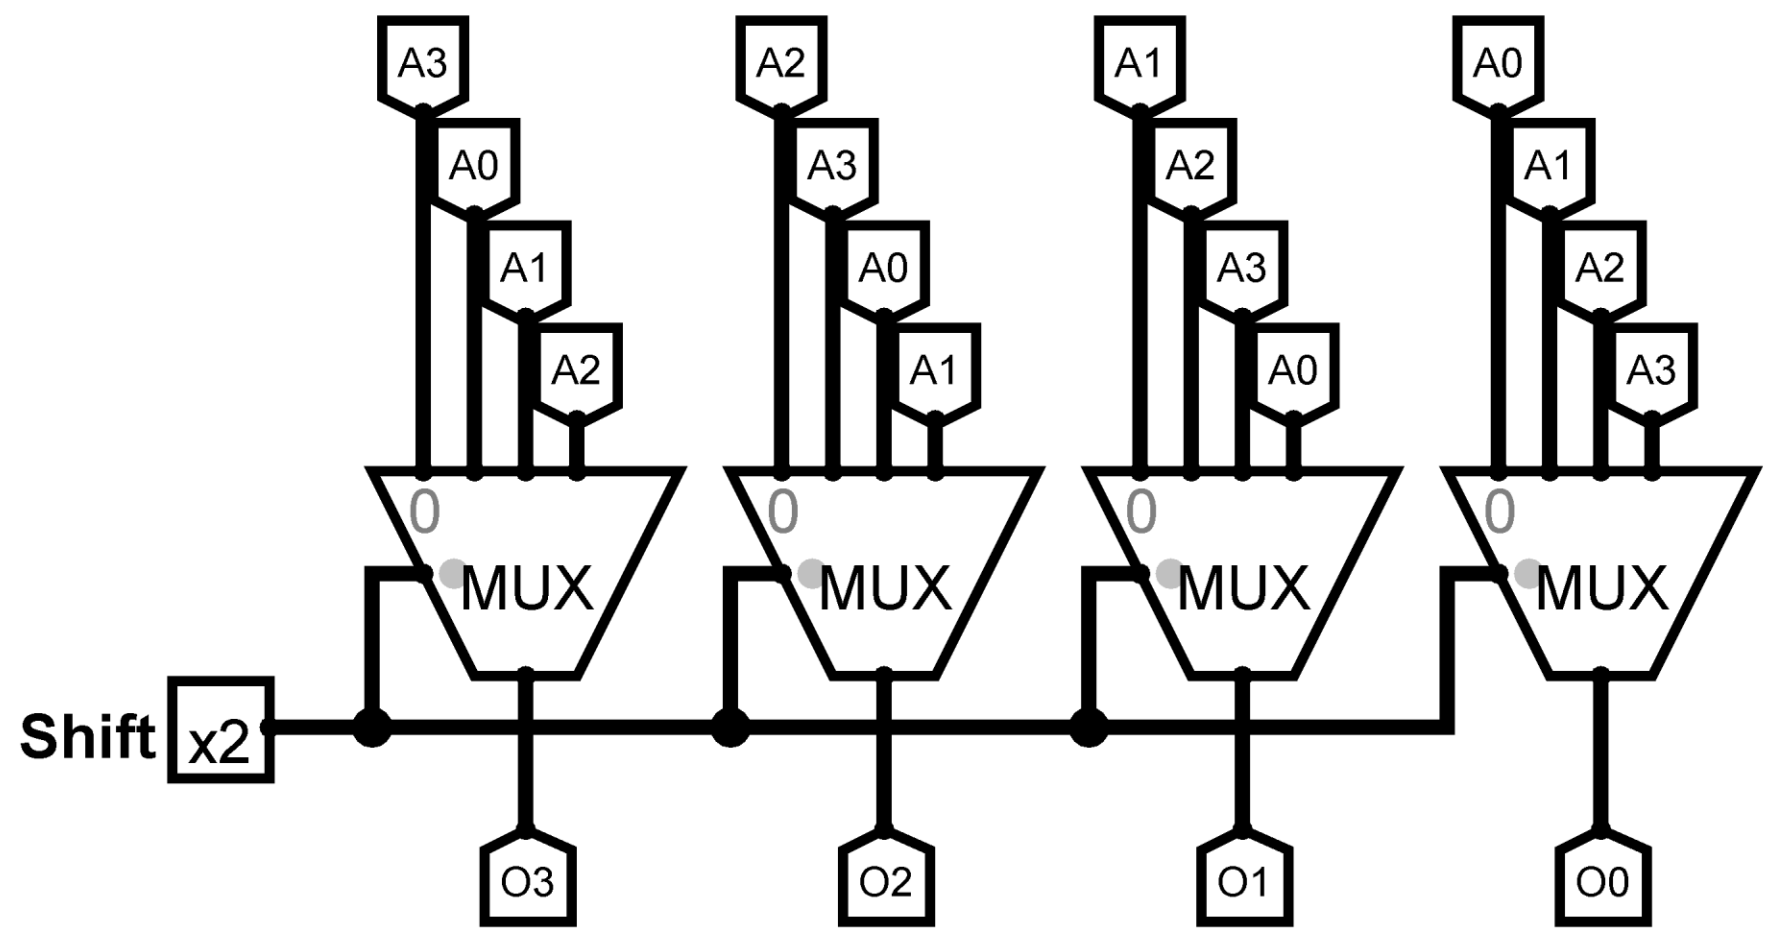 A3 A2 A1 A0
A0 A3 A2 A1
A1 A0 A3 A2
A2 A1 A0 A3
0 0 0 0
MUX MUX MUX MUX
Shift x2
O3 O2 O1 O0